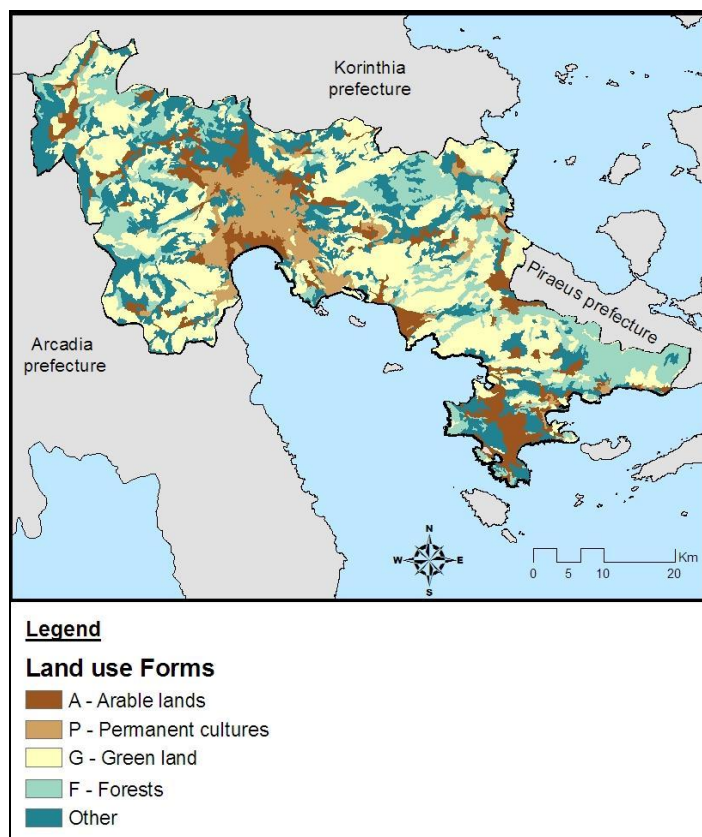 Korinthia
prefecture
Piraeus prefecture
Arcadia
prefecture
N
W E
S
Km
0 5 10 20
Legend
Land use Forms
A - Arable lands
P - Permanent cultures
G - Green land
F - Forests
Other